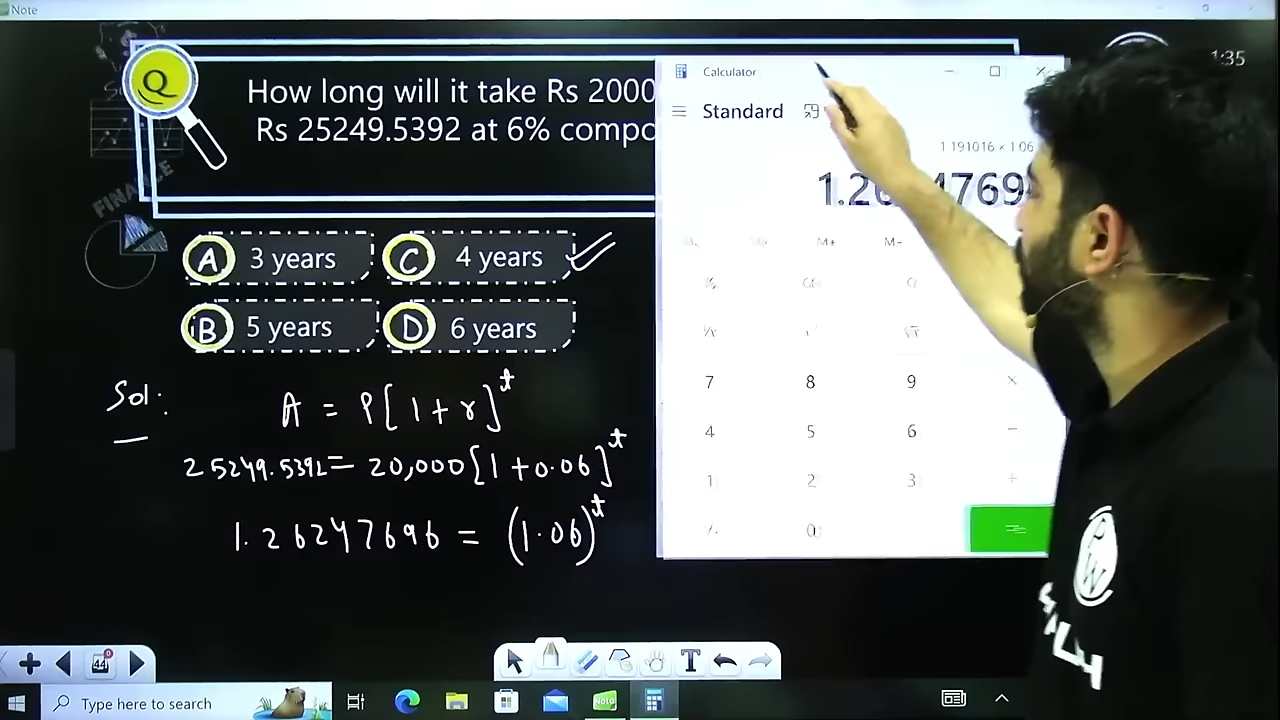 Note
1:35
Q
How long will it take Rs 2000
Rs 25249.5392 at 6% compo
FINANCE
A 3 years
C 4 years
B 5 years
D 6 years
Sol:
A = P[1+r]^t
25249.5392 = 20,000[1+0.06]^t
1.26247696 = (1.06)^t
Calculator
Standard
1.191016 × 1.06
M+ M−
7 8 9 ×
4 5 6 −
1 2 3 ÷
0 =
PW
44
T
Type here to search